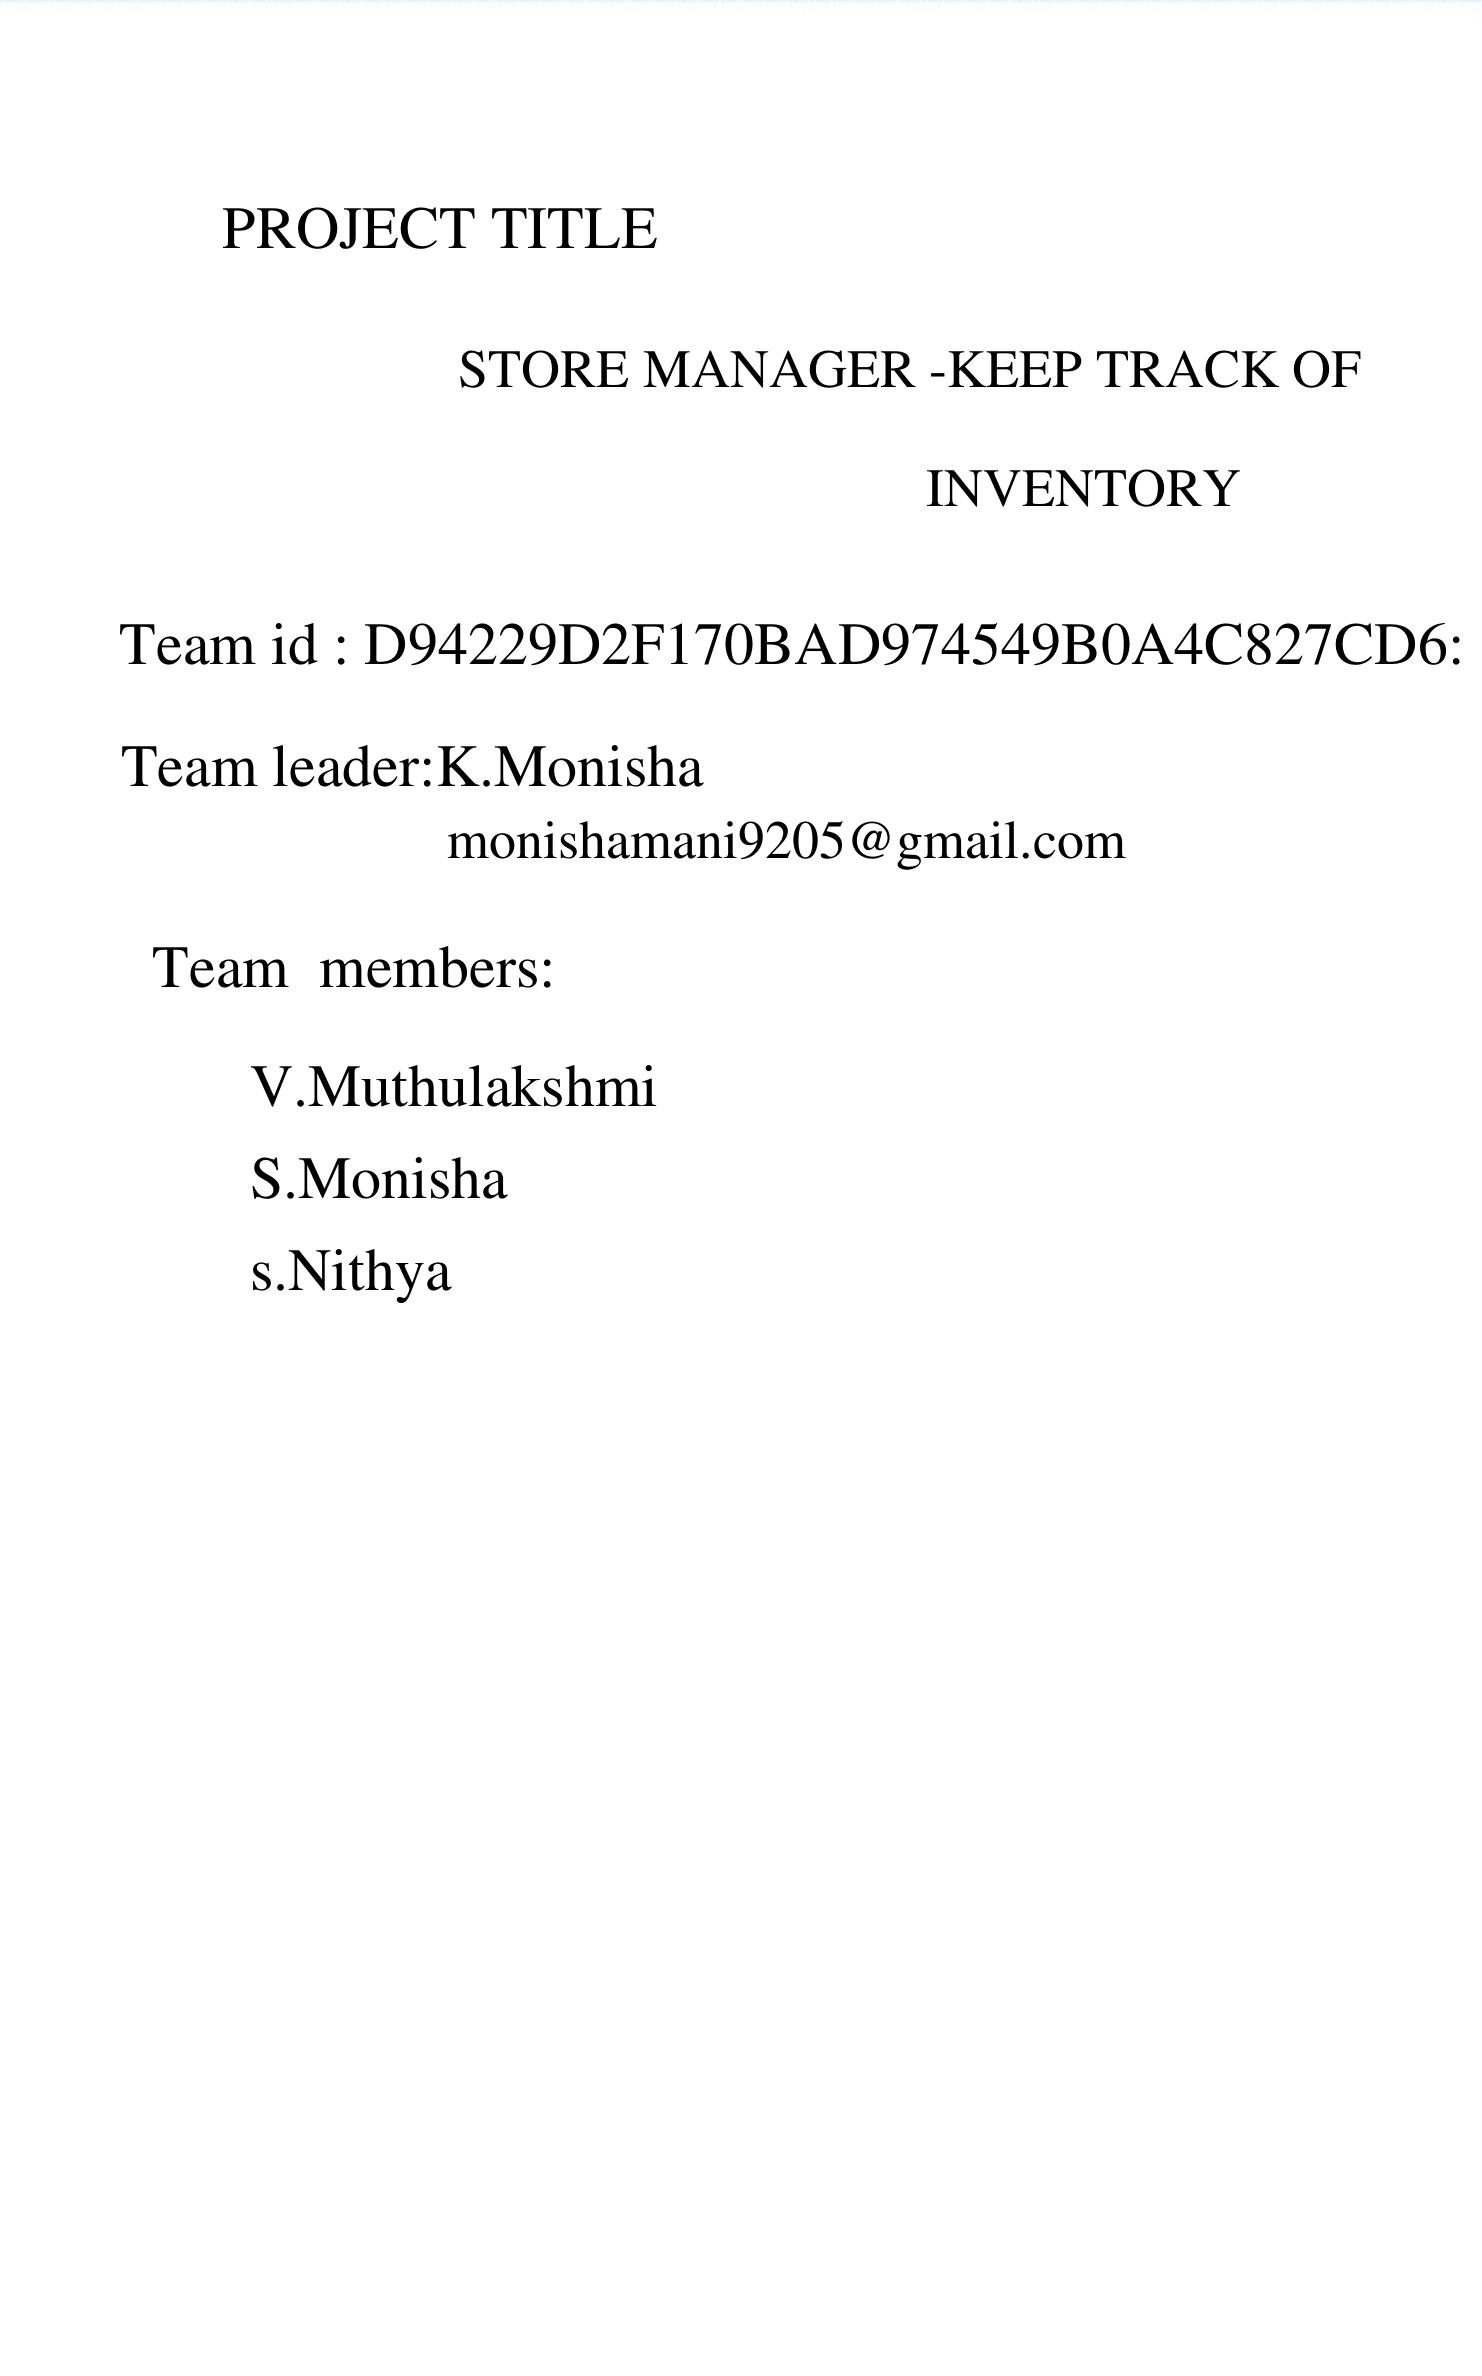 PROJECT TITLE
STORE MANAGER -KEEP TRACK OF
INVENTORY
Team id : D94229D2F170BAD974549B0A4C827CD6:
Team leader:K.Monisha
monishamani9205@gmail.com
Team  members:
V.Muthulakshmi
S.Monisha
s.Nithya